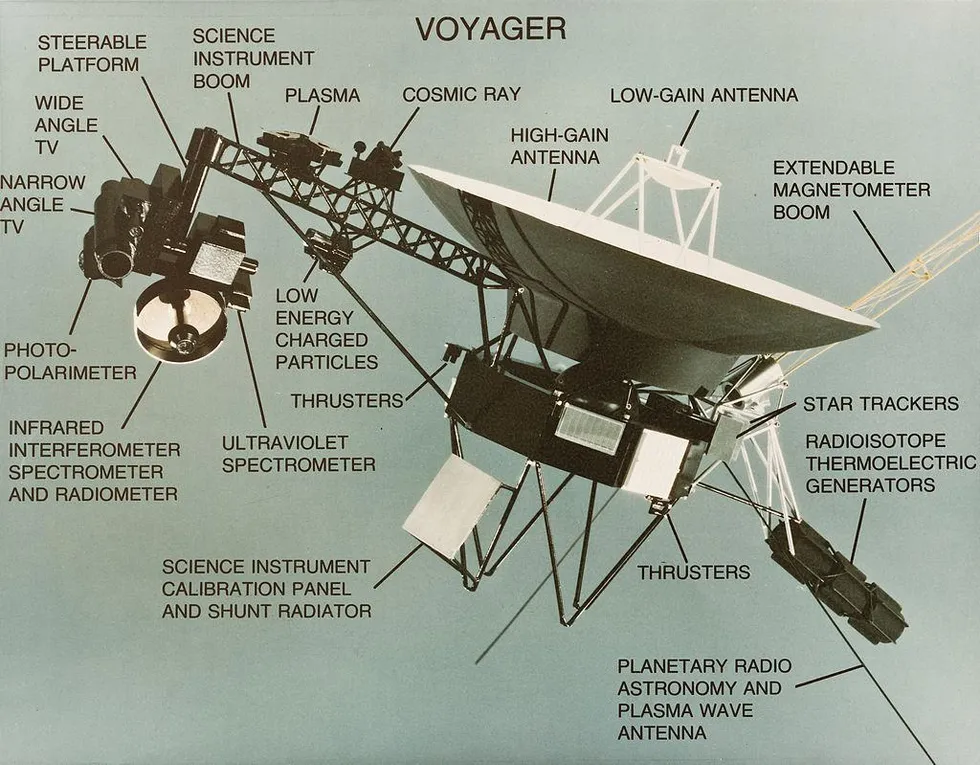 VOYAGER
STEERABLE
PLATFORM
SCIENCE
INSTRUMENT
BOOM
PLASMA
COSMIC RAY
LOW-GAIN ANTENNA
WIDE
ANGLE
TV
HIGH-GAIN
ANTENNA
EXTENDABLE
MAGNETOMETER
BOOM
NARROW
ANGLE
TV
LOW
ENERGY
CHARGED
PARTICLES
PHOTO-
POLARIMETER
THRUSTERS
STAR TRACKERS
INFRARED
INTERFEROMETER
SPECTROMETER
AND RADIOMETER
ULTRAVIOLET
SPECTROMETER
RADIOISOTOPE
THERMOELECTRIC
GENERATORS
SCIENCE INSTRUMENT
CALIBRATION PANEL
AND SHUNT RADIATOR
THRUSTERS
PLANETARY RADIO
ASTRONOMY AND
PLASMA WAVE
ANTENNA